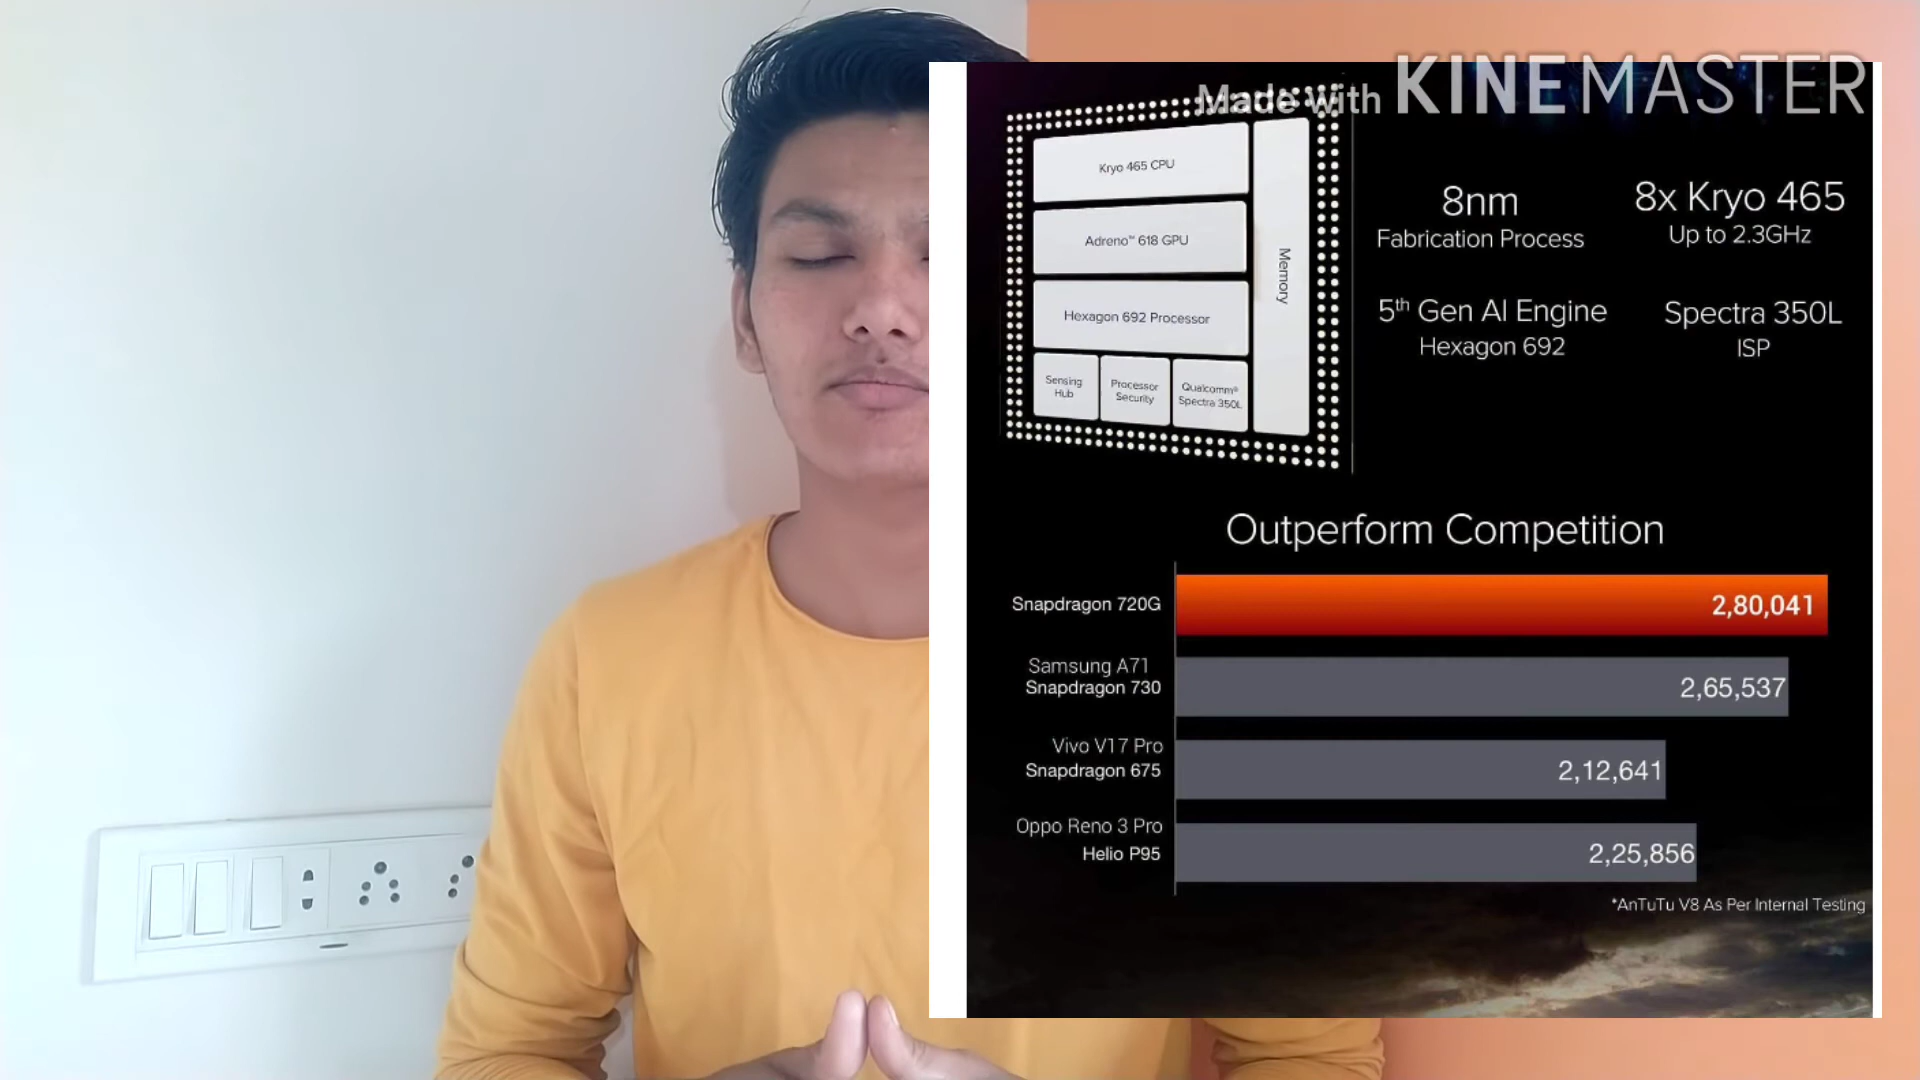 Made with KINEMASTER
Kryo 465 CPU
Adreno™ 618 GPU
Hexagon 692 Processor
Sensing
Hub
Processor
Security
Qualcomm®
Spectra 350L
Memory
8nm
Fabrication Process
8x Kryo 465
Up to 2.3GHz
5th Gen AI Engine
Hexagon 692
Spectra 350L
ISP
Outperform Competition
Snapdragon 720G 2,80,041
Samsung A71
Snapdragon 730 2,65,537
Vivo V17 Pro
Snapdragon 675 2,12,641
Oppo Reno 3 Pro
Helio P95 2,25,856
*AnTuTu V8 As Per Internal Testing